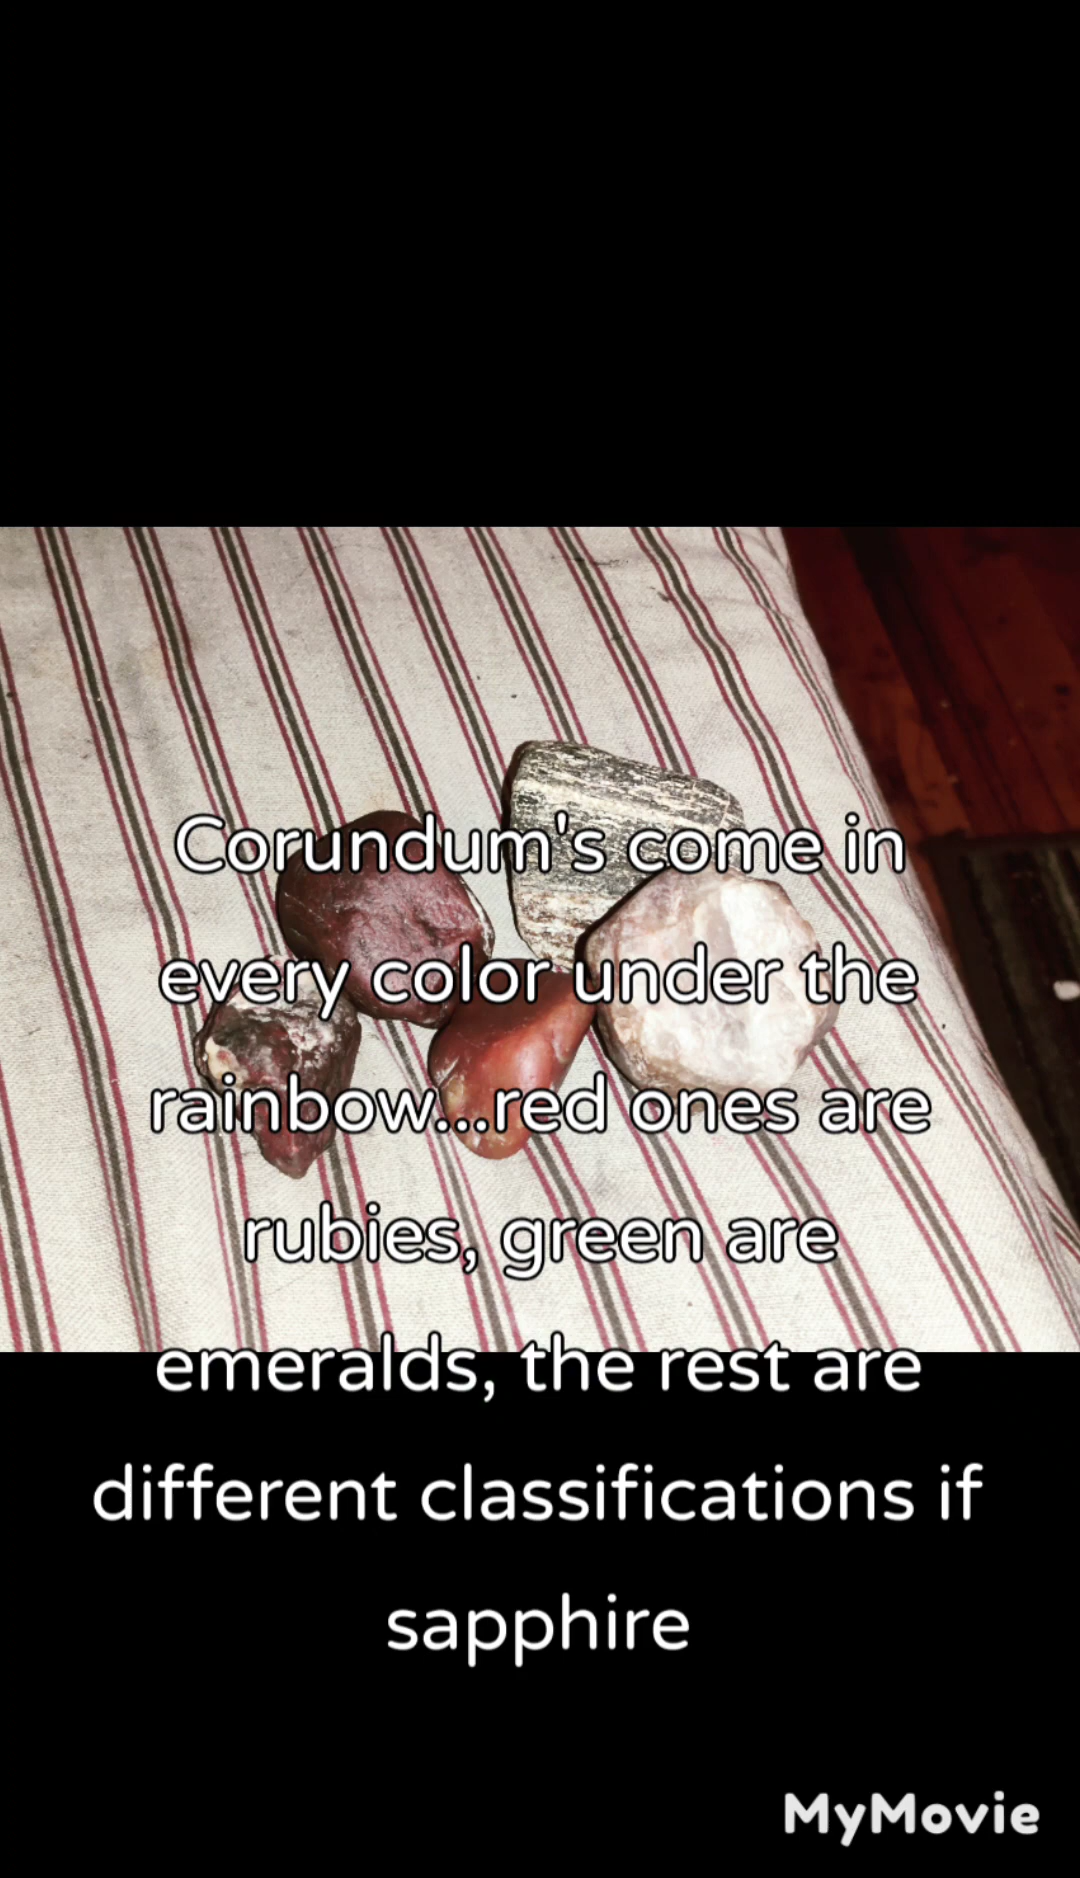 Corundum's come in
every color under the
rainbow...red ones are
rubies, green are
emeralds, the rest are
different classifications if
sapphire
MyMovie